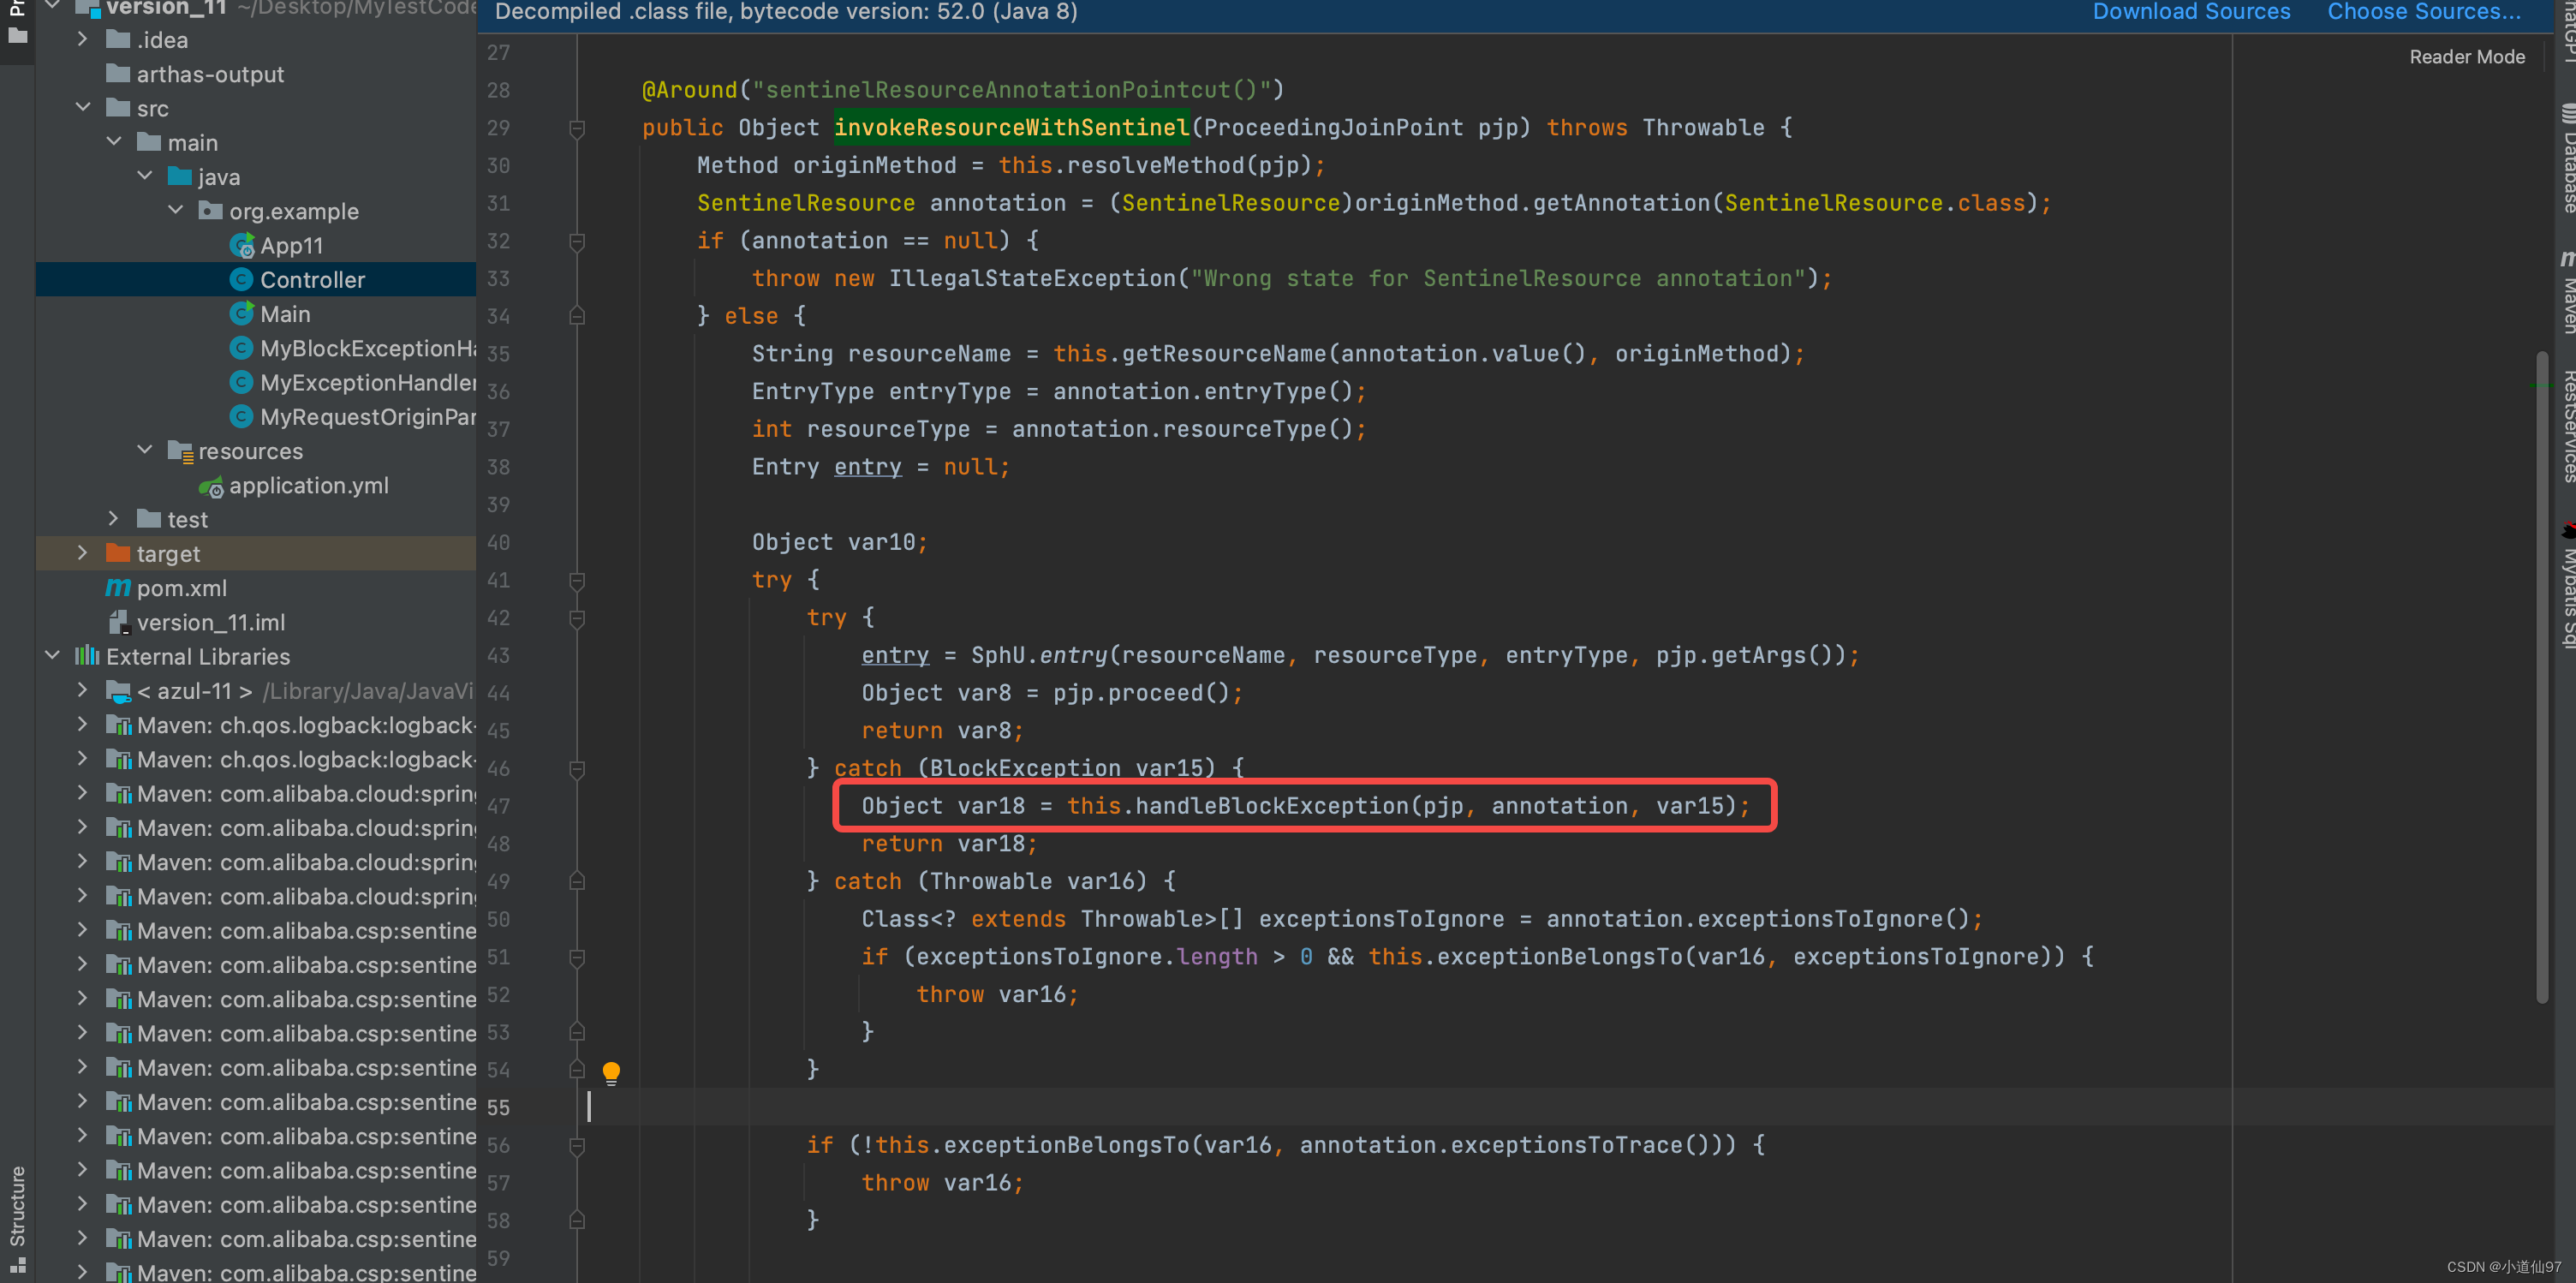 version_11 ~/Desktop/MyTestCode
.idea
arthas-output
src
main
java
org.example
App11
Controller
Main
MyBlockExceptionHa
MyExceptionHandler
MyRequestOriginPar
resources
application.yml
test
target
pom.xml
version_11.iml
External Libraries
< azul-11 > /Library/Java/JavaVi
Maven: ch.qos.logback:logback-
Maven: ch.qos.logback:logback-
Maven: com.alibaba.cloud:spring
Maven: com.alibaba.cloud:spring
Maven: com.alibaba.cloud:spring
Maven: com.alibaba.cloud:spring
Maven: com.alibaba.csp:sentine
Maven: com.alibaba.csp:sentine
Maven: com.alibaba.csp:sentine
Maven: com.alibaba.csp:sentine
Maven: com.alibaba.csp:sentine
Maven: com.alibaba.csp:sentine
Maven: com.alibaba.csp:sentine
Maven: com.alibaba.csp:sentine
Maven: com.alibaba.csp:sentine
Maven: com.alibaba.csp:sentine
Maven: com.alibaba.csp:sentine
Structure
Decompiled .class file, bytecode version: 52.0 (Java 8) Download Sources Choose Sources...
Reader Mode
27
28 @Around("sentinelResourceAnnotationPointcut()")
29 public Object invokeResourceWithSentinel(ProceedingJoinPoint pjp) throws Throwable {
30 Method originMethod = this.resolveMethod(pjp);
31 SentinelResource annotation = (SentinelResource)originMethod.getAnnotation(SentinelResource.class);
32 if (annotation == null) {
33 throw new IllegalStateException("Wrong state for SentinelResource annotation");
34 } else {
35 String resourceName = this.getResourceName(annotation.value(), originMethod);
36 EntryType entryType = annotation.entryType();
37 int resourceType = annotation.resourceType();
38 Entry entry = null;
39
40 Object var10;
41 try {
42 try {
43 entry = SphU.entry(resourceName, resourceType, entryType, pjp.getArgs());
44 Object var8 = pjp.proceed();
45 return var8;
46 } catch (BlockException var15) {
47 Object var18 = this.handleBlockException(pjp, annotation, var15);
48 return var18;
49 } catch (Throwable var16) {
50 Class<? extends Throwable>[] exceptionsToIgnore = annotation.exceptionsToIgnore();
51 if (exceptionsToIgnore.length > 0 && this.exceptionBelongsTo(var16, exceptionsToIgnore)) {
52 throw var16;
53 }
54 }
55
56 if (!this.exceptionBelongsTo(var16, annotation.exceptionsToTrace())) {
57 throw var16;
58 }
59
Database
Maven
RestServices
Mybatis Sql
CSDN @小道仙97